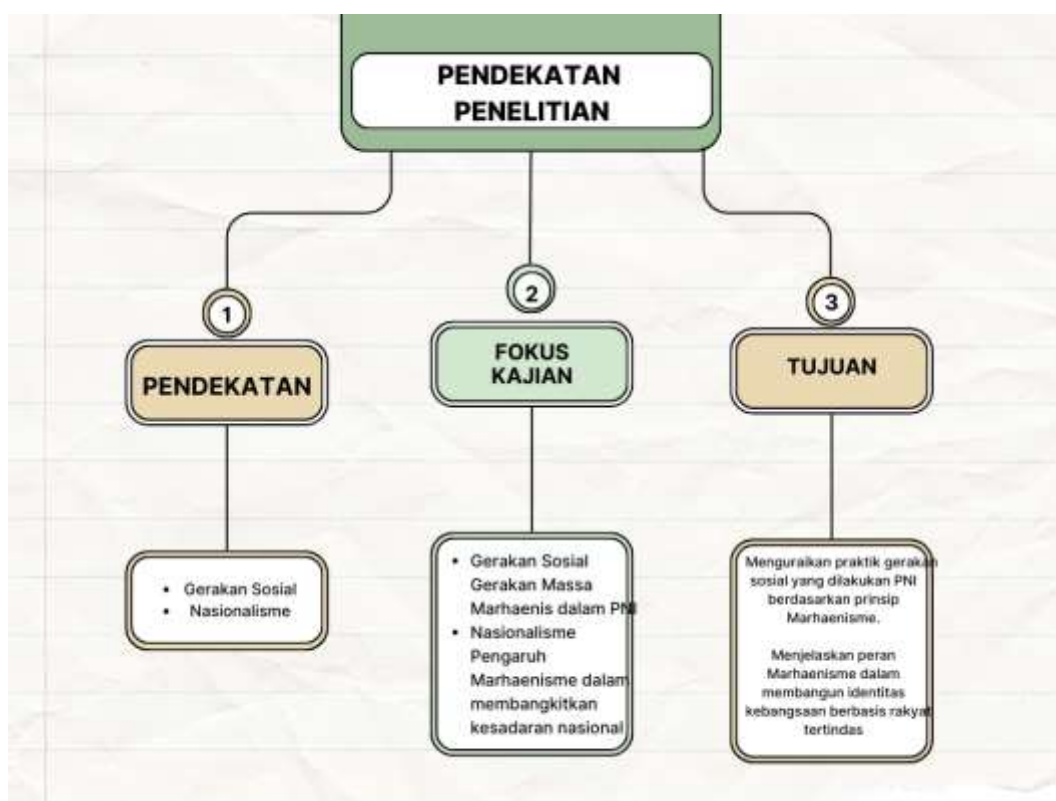 PENDEKATAN
PENELITIAN
1
PENDEKATAN
• Gerakan Sosial
• Nasionalisme
2
FOKUS
KAJIAN
• Gerakan Sosial
Gerakan Massa
Marhaenis dalam PNI
• Nasionalisme
Pengaruh
Marhaenisme dalam
membangkitkan
kesadaran nasional
3
TUJUAN
Menguraikan praktik gerakan
sosial yang dilakukan PNI
berdasarkan prinsip
Marhaenisme.
Menjelaskan peran
Marhaenisme dalam
membangun identitas
kebangsaan berbasis rakyat
tertindas